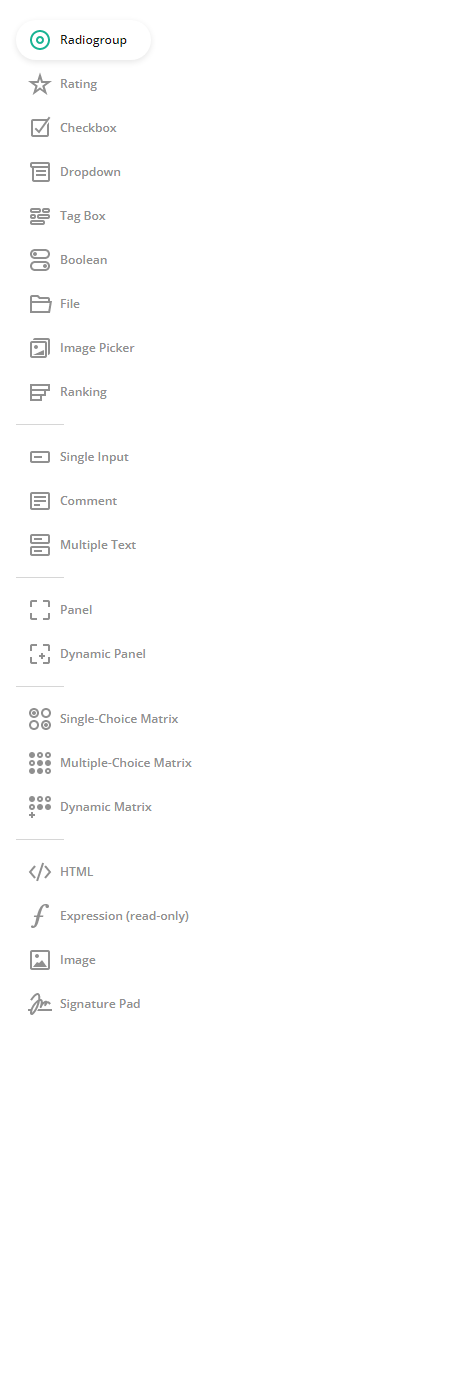 Radiogroup
Rating
Checkbox
Dropdown
Tag Box
Boolean
File
Image Picker
Ranking
Single Input
Comment
Multiple Text
Panel
Dynamic Panel
Single-Choice Matrix
Multiple-Choice Matrix
Dynamic Matrix
HTML
Expression (read-only)
Image
Signature Pad